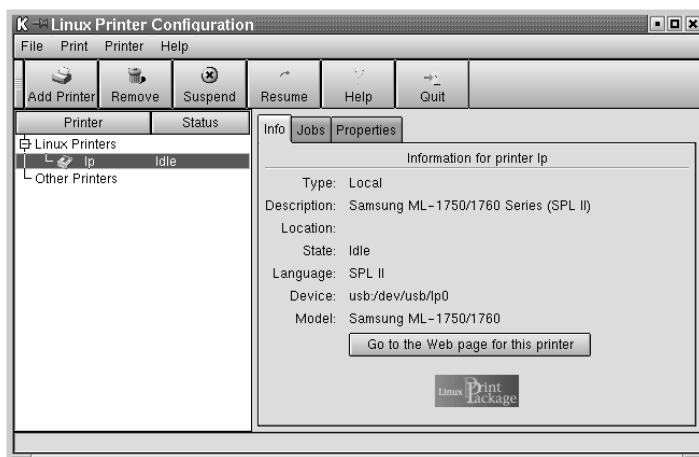 K Linux Printer Configuration
File Print Printer Help
Add Printer Remove Suspend Resume Help Quit
Printer Status
Linux Printers
lp Idle
Other Printers
Info Jobs Properties
Information for printer lp
Type: Local
Description: Samsung ML-1750/1760 Series (SPL II)
Location:
State: Idle
Language: SPL II
Device: usb:/dev/usb/lp0
Model: Samsung ML-1750/1760
Go to the Web page for this printer
Linux Print Package